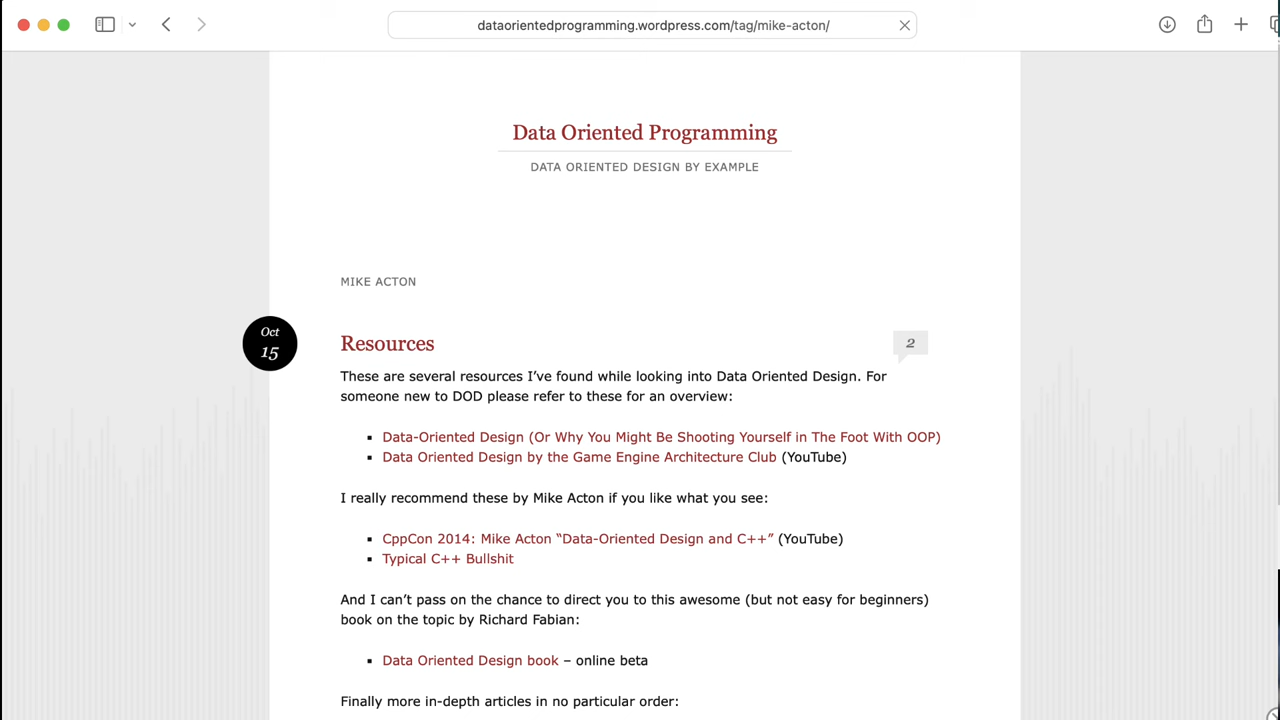 dataorientedprogramming.wordpress.com/tag/mike-acton/
Data Oriented Programming
DATA ORIENTED DESIGN BY EXAMPLE
MIKE ACTON
Oct
15
Resources
2
These are several resources I’ve found while looking into Data Oriented Design. For
someone new to DOD please refer to these for an overview:
▪ Data-Oriented Design (Or Why You Might Be Shooting Yourself in The Foot With OOP)
▪ Data Oriented Design by the Game Engine Architecture Club (YouTube)
I really recommend these by Mike Acton if you like what you see:
▪ CppCon 2014: Mike Acton “Data-Oriented Design and C++” (YouTube)
▪ Typical C++ Bullshit
And I can’t pass on the chance to direct you to this awesome (but not easy for beginners)
book on the topic by Richard Fabian:
▪ Data Oriented Design book – online beta
Finally more in-depth articles in no particular order: